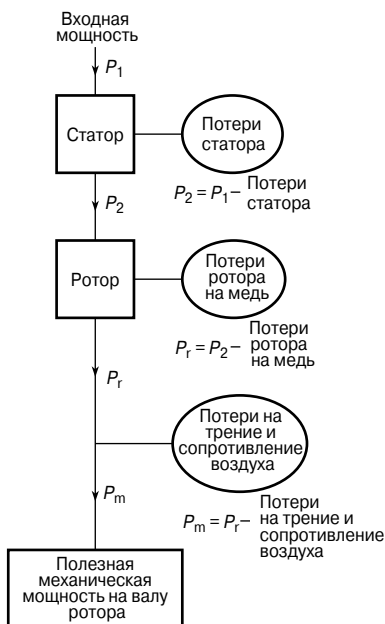 Входная
мощность
P1
Статор
Потери
статора
P2 = P1 – Потери
статора
P2
Ротор
Потери
ротора
на медь
Pr = P2 – Потери
ротора
на медь
Pr
Потери на
трение и
сопротивление
воздуха
Pm
Pm = Pr – Потери
на трение и
сопротивление
воздуха
Полезная
механическая
мощность на валу
ротора